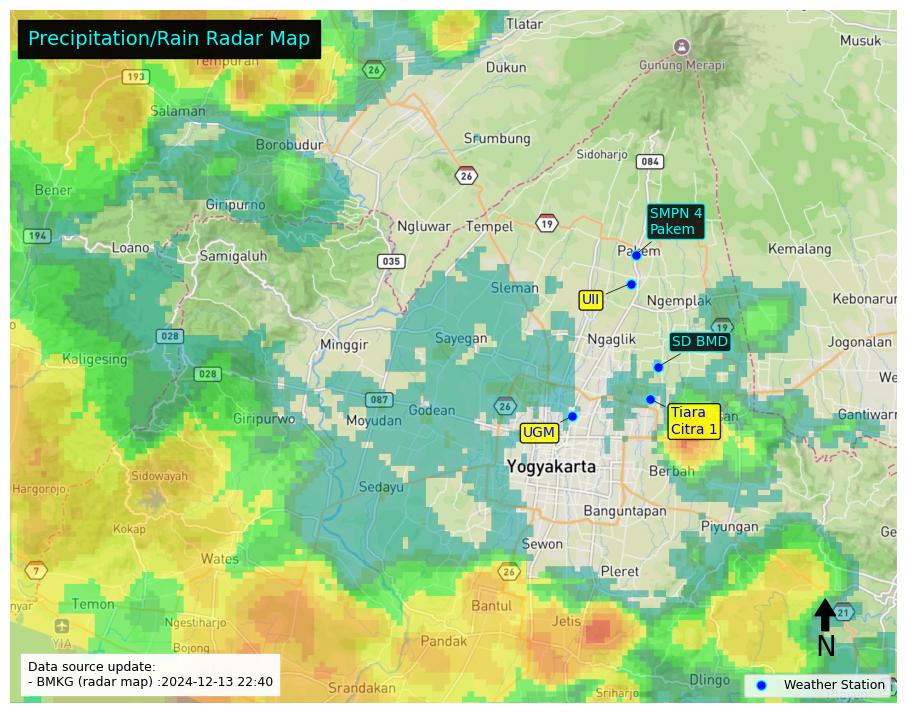 Precipitation/Rain Radar Map
Tlatar
Musuk
Tempuran
26
193
Dukun
Gunung Merapi
Salaman
Borobudur
Srumbung
Sidoharjo
084
26
Bener
Giripurno
SMPN 4
Pakem
194
Loano
Samigaluh
Ngluwar
Tempel
19
Pakem
Kemalang
035
Sleman
UII
Ngemplak
Kebonarum
028
Minggir
Sayegan
Ngaglik
19
SD BMD
Jogonalan
Kaligesing
028
087
Godean
26
Giripurwo
Moyudan
UGM
Tiara
Citra 1
Gantiwarno
Yogyakarta
Berbah
Sidowayah
Hargorojo
Sedayu
Kokap
Banguntapan
Piyungan
Wates
Sewon
7
26
Pleret
Temon
Bantul
21
Ngestiharjo
Jetis
YIA
Bojong
Pandak
N
Data source update:
- BMKG (radar map) :2024-12-13 22:40
Srandakan
Sriharjo
Dlingo
Weather Station